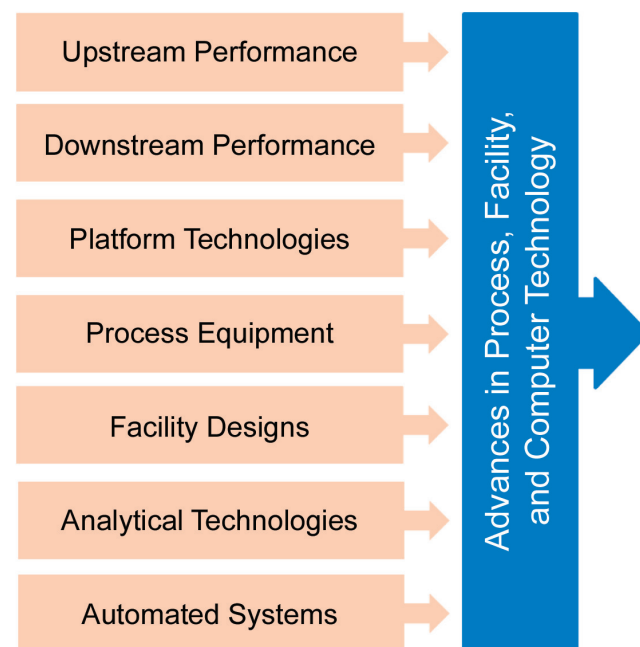 Upstream Performance
Downstream Performance
Platform Technologies
Process Equipment
Facility Designs
Analytical Technologies
Automated Systems
Advances in Process, Facility,
and Computer Technology